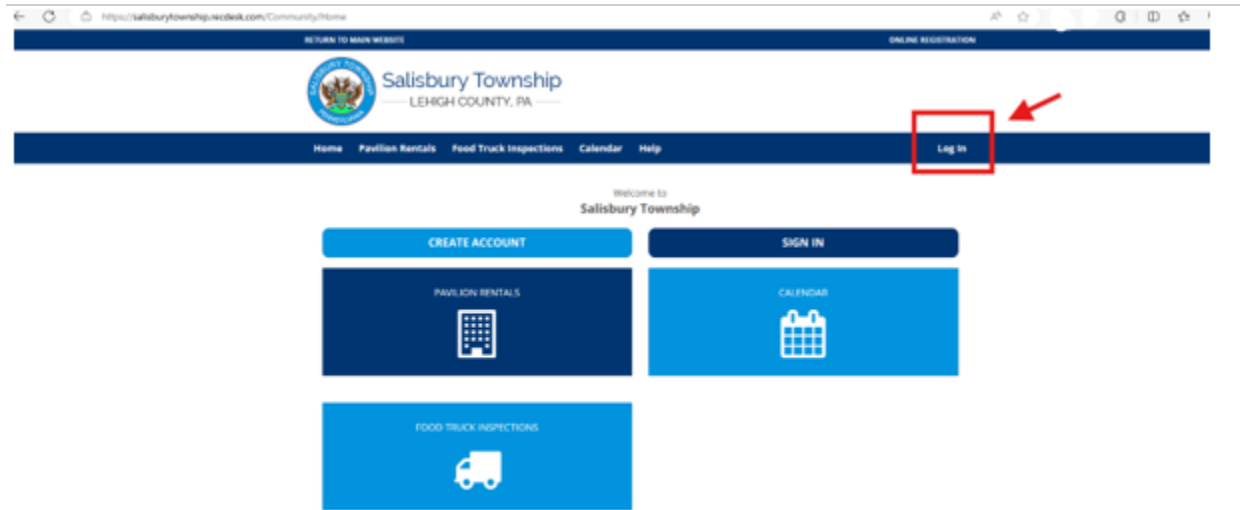 https://salisburytownship.recdesk.com/Community/Home
RETURN TO MAIN WEBSITE ONLINE REGISTRATION
Salisbury Township
LEHIGH COUNTY, PA
Home Pavilion Rentals Food Truck Inspections Calendar Help Log In
Welcome to
Salisbury Township
CREATE ACCOUNT SIGN IN
PAVILION RENTALS CALENDAR
FOOD TRUCK INSPECTIONS